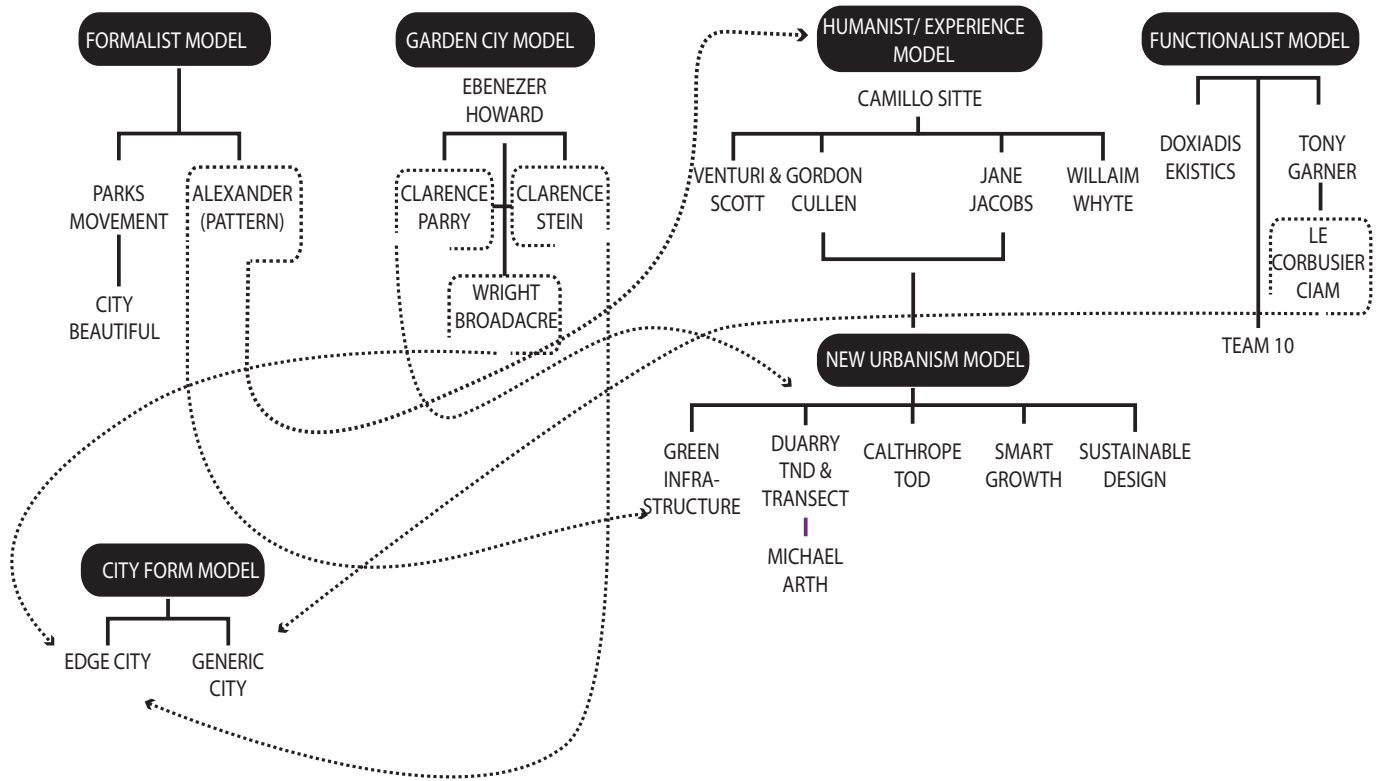 FORMALIST MODEL
PARKS
MOVEMENT
CITY
BEAUTIFUL
ALEXANDER
(PATTERN)
GARDEN CIY MODEL
EBENEZER
HOWARD
CLARENCE
PARRY
CLARENCE
STEIN
WRIGHT
BROADACRE
HUMANIST/ EXPERIENCE
MODEL
CAMILLO SITTE
VENTURI &
SCOTT
GORDON
CULLEN
JANE
JACOBS
WILLAIM
WHYTE
FUNCTIONALIST MODEL
DOXIADIS
EKISTICS
TONY
GARNER
LE
CORBUSIER
CIAM
TEAM 10
NEW URBANISM MODEL
GREEN
INFRA-
STRUCTURE
DUARRY
TND &
TRANSECT
MICHAEL
ARTH
CALTHROPE
TOD
SMART
GROWTH
SUSTAINABLE
DESIGN
CITY FORM MODEL
EDGE CITY
GENERIC
CITY